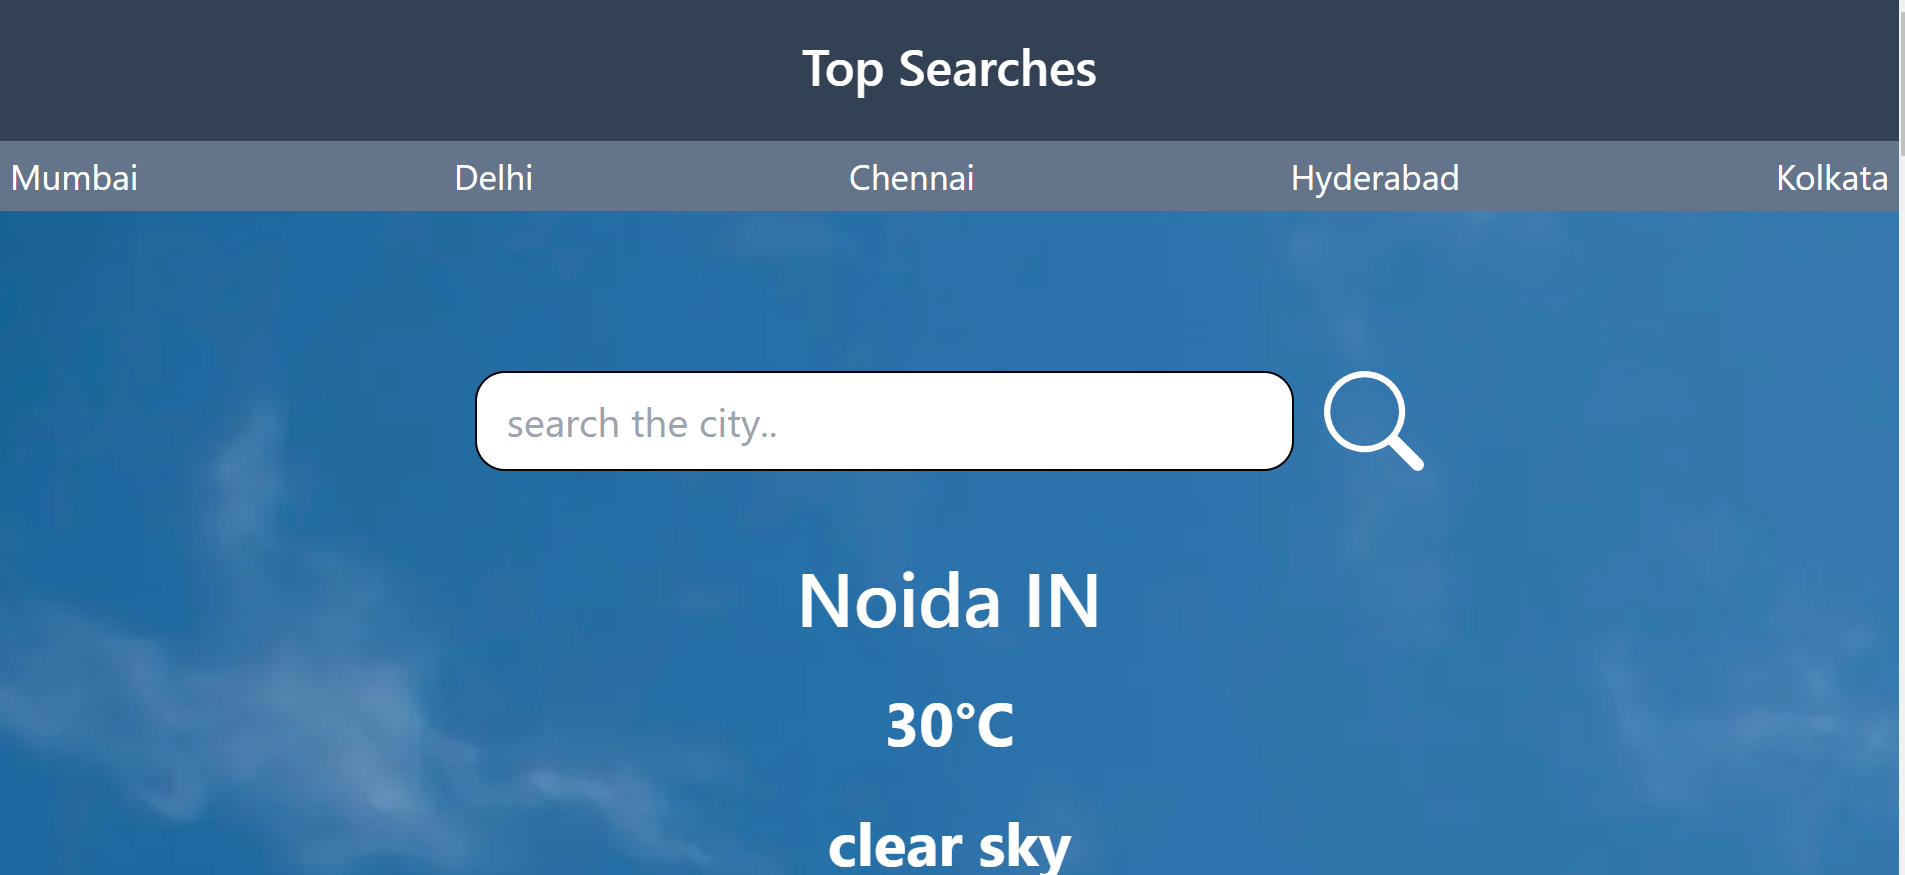 Top Searches
Mumbai Delhi Chennai Hyderabad Kolkata
search the city..
Noida IN
30°C
clear sky